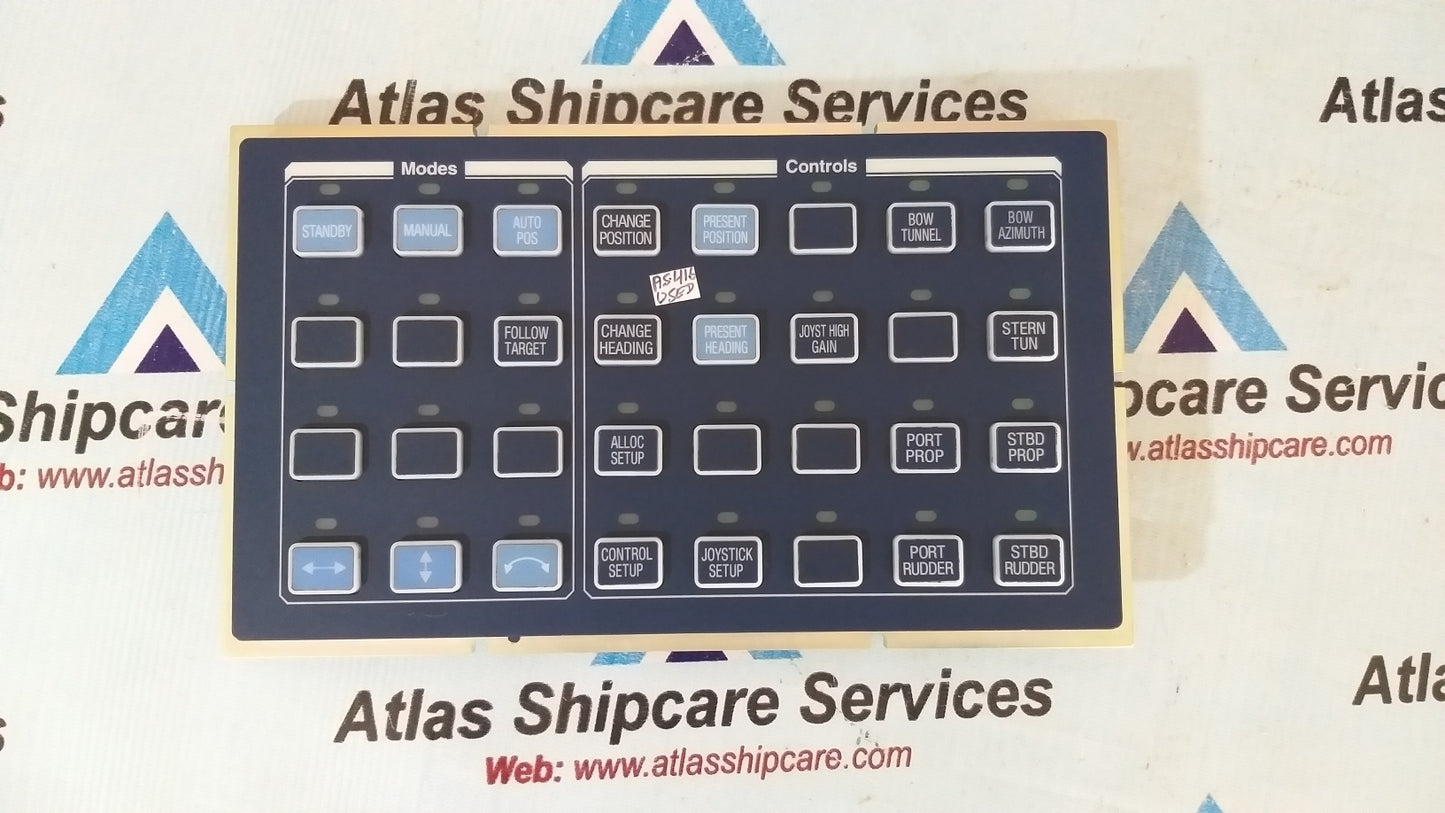 Atlas Shipcare Services
Atlas
Modes
Controls
STANDBY
MANUAL
AUTO
POS
CHANGE
POSITION
PRESENT
POSITION
BOW
TUNNEL
BOW
AZIMUTH
AS416
USED
FOLLOW
TARGET
CHANGE
HEADING
PRESENT
HEADING
JOYST HIGH
GAIN
STERN
TUN
ALLOC
SETUP
PORT
PROP
STBD
PROP
CONTROL
SETUP
JOYSTICK
SETUP
PORT
RUDDER
STBD
RUDDER
Shipcare
b: www.atlassh
pcare Servic
w.atlasshipcare.com
Atlas Shipcare Services
Web: www.atlasshipcare.com
Atla